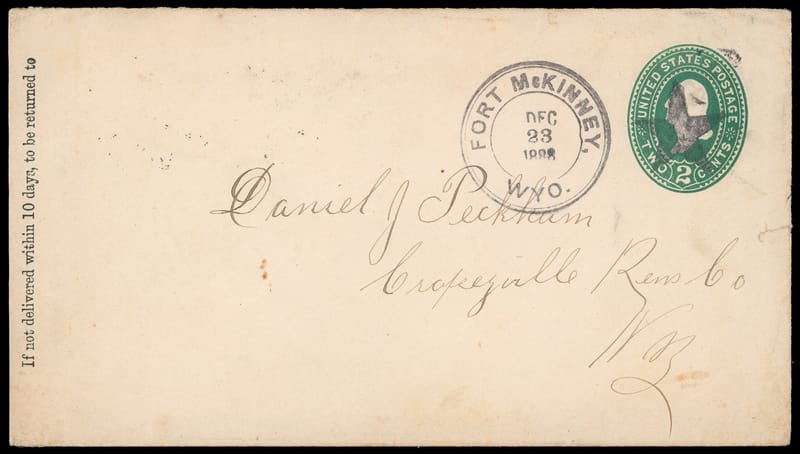 If not delivered within 10 days, to be returned to
FORT McKINNEY,
DEC
23
1888
WYO.
UNITED STATES POSTAGE
TWO 2 CENTS
Daniel J Peckham
Cropseyville Rens Co
NY